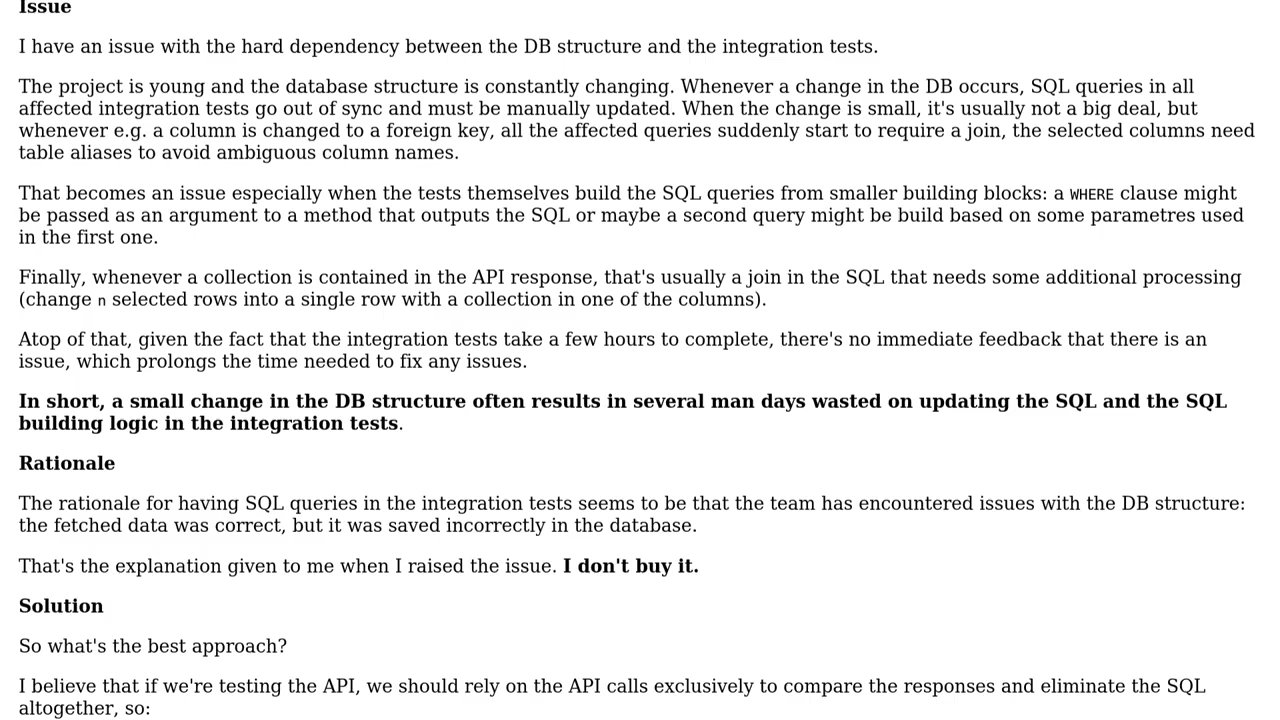 Issue
I have an issue with the hard dependency between the DB structure and the integration tests.
The project is young and the database structure is constantly changing. Whenever a change in the DB occurs, SQL queries in all
affected integration tests go out of sync and must be manually updated. When the change is small, it's usually not a big deal, but
whenever e.g. a column is changed to a foreign key, all the affected queries suddenly start to require a join, the selected columns need
table aliases to avoid ambiguous column names.
That becomes an issue especially when the tests themselves build the SQL queries from smaller building blocks: a WHERE clause might
be passed as an argument to a method that outputs the SQL or maybe a second query might be build based on some parametres used
in the first one.
Finally, whenever a collection is contained in the API response, that's usually a join in the SQL that needs some additional processing
(change n selected rows into a single row with a collection in one of the columns).
Atop of that, given the fact that the integration tests take a few hours to complete, there's no immediate feedback that there is an
issue, which prolongs the time needed to fix any issues.
In short, a small change in the DB structure often results in several man days wasted on updating the SQL and the SQL
building logic in the integration tests.
Rationale
The rationale for having SQL queries in the integration tests seems to be that the team has encountered issues with the DB structure:
the fetched data was correct, but it was saved incorrectly in the database.
That's the explanation given to me when I raised the issue. I don't buy it.
Solution
So what's the best approach?
I believe that if we're testing the API, we should rely on the API calls exclusively to compare the responses and eliminate the SQL
altogether, so: